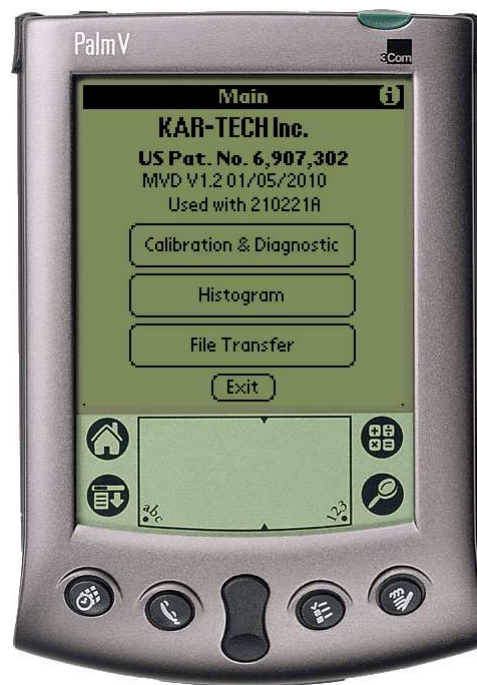 Palm V
3Com
Main
i
KAR-TECH Inc.
US Pat. No. 6,907,302
MVD V1.2 01/05/2010
Used with 210221A
Calibration & Diagnostic
Histogram
File Transfer
Exit
abc
123